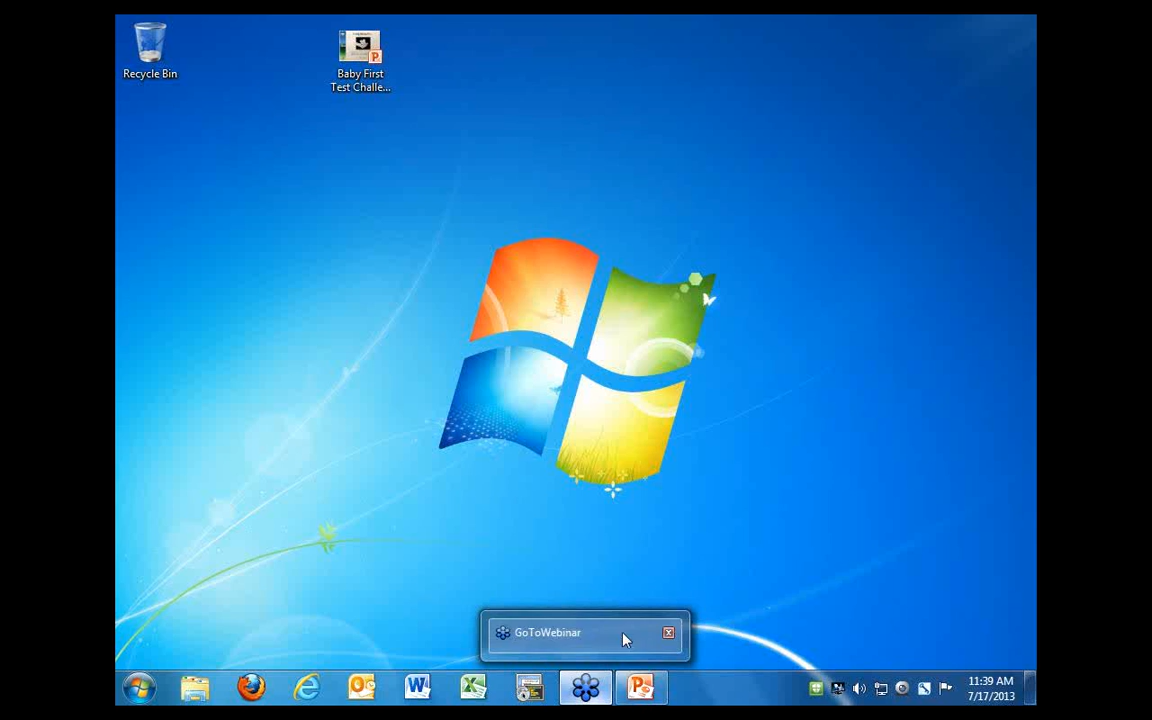 Recycle Bin
Baby First
Test Challe...
GoToWebinar
11:39 AM
7/17/2013